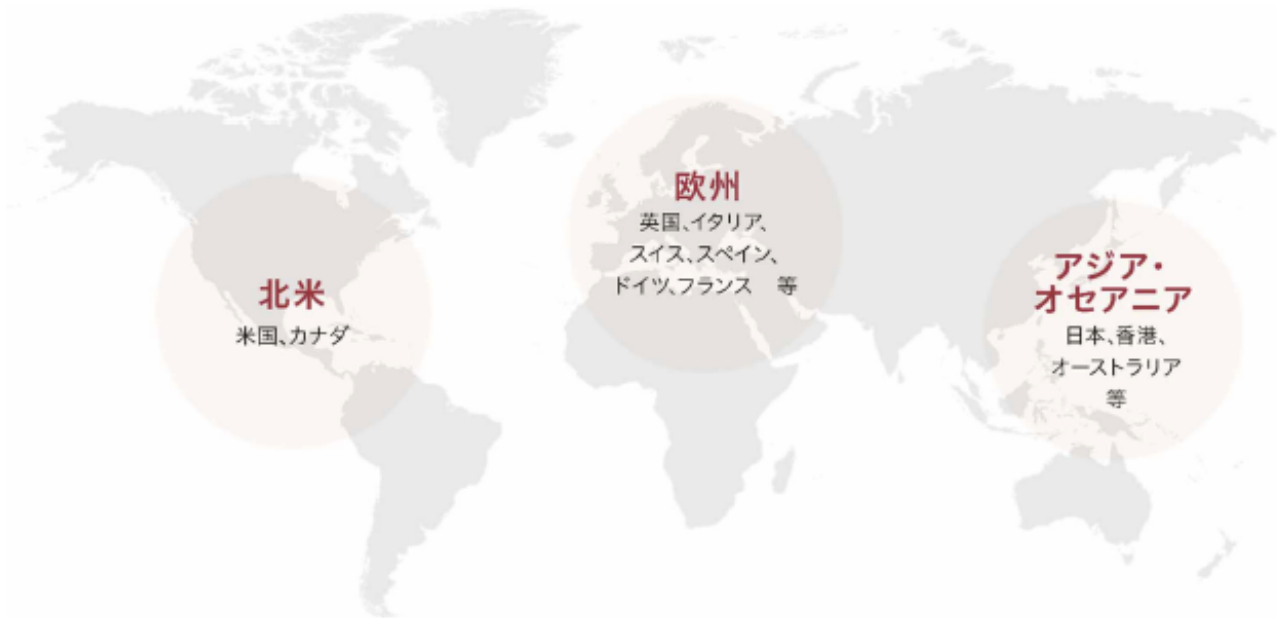 北米
米国、カナダ
欧州
英国、イタリア、
スイス、スペイン、
ドイツ、フランス　等
アジア・
オセアニア
日本、香港、
オーストラリア
等